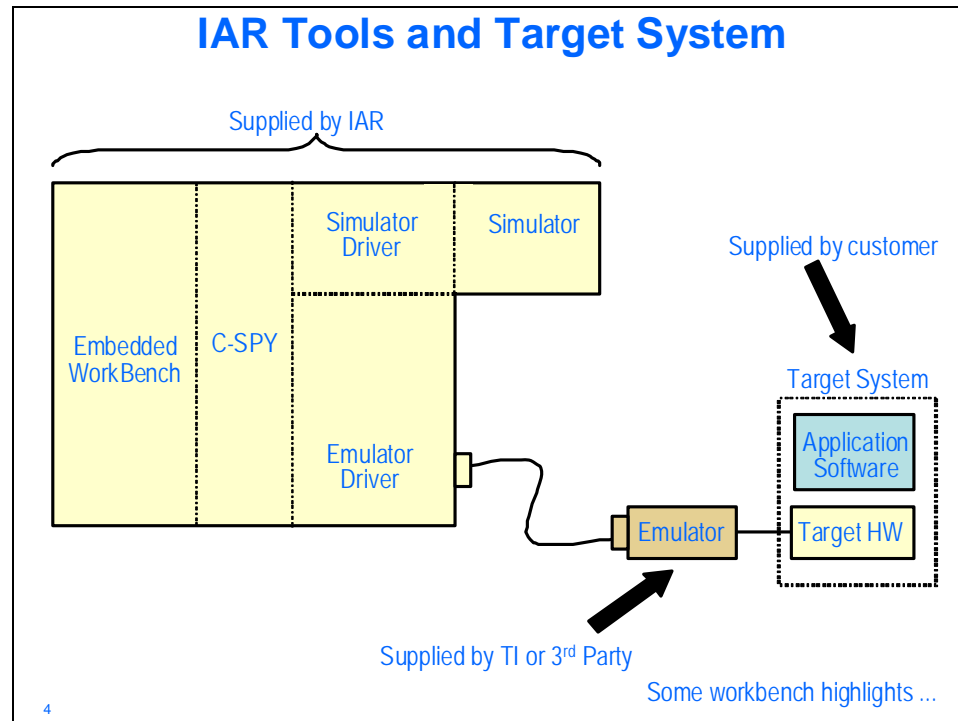 IAR Tools and Target System
Supplied by IAR
Simulator
Driver
Simulator
Supplied by customer
Embedded
WorkBench
C-SPY
Target System
Application
Software
Emulator
Driver
Emulator
Target HW
Supplied by TI or 3rd Party
Some workbench highlights ...
4